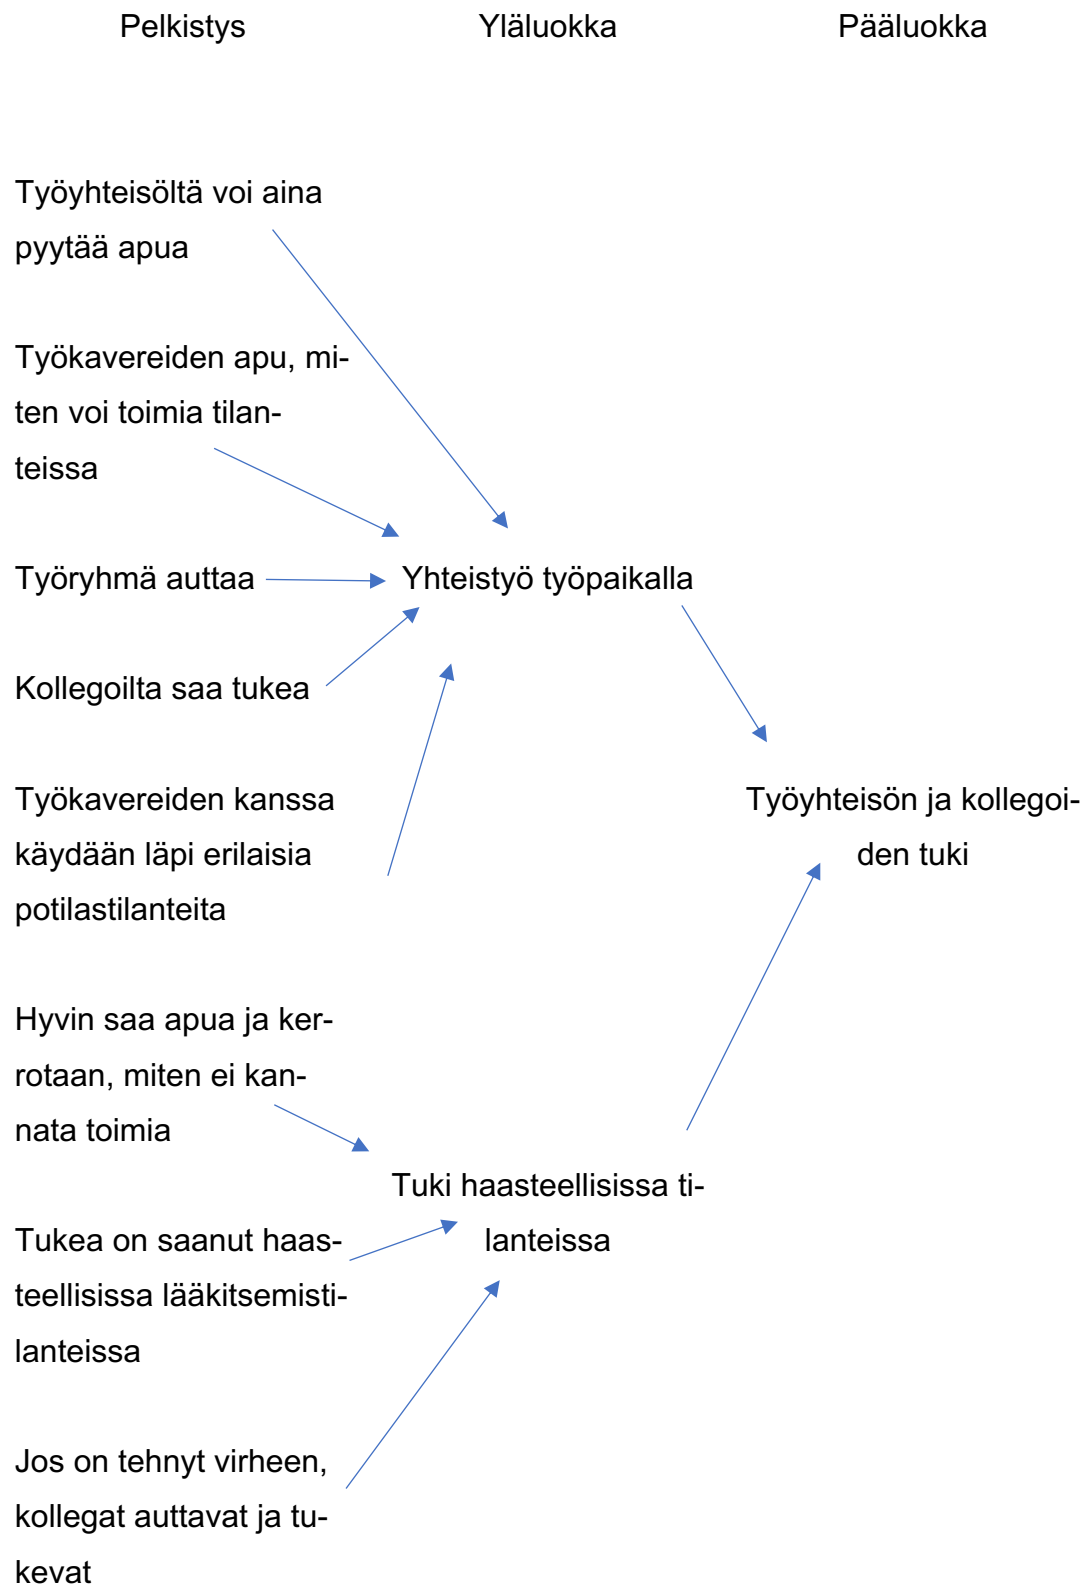 Pelkistys Yläluokka Pääluokka
Työyhteisöltä voi aina
pyytää apua
Työkavereiden apu, mi-
ten voi toimia tilan-
teissa
Työryhmä auttaa Yhteistyö työpaikalla
Kollegoilta saa tukea
Työkavereiden kanssa Työyhteisön ja kollegoi-
käydään läpi erilaisia den tuki
potilastilanteita
Hyvin saa apua ja ker-
rotaan, miten ei kan-
nata toimia
Tuki haasteellisissa ti-
Tukea on saanut haas- lanteissa
teellisissa lääkitsemisti-
lanteissa
Jos on tehnyt virheen,
kollegat auttavat ja tu-
kevat